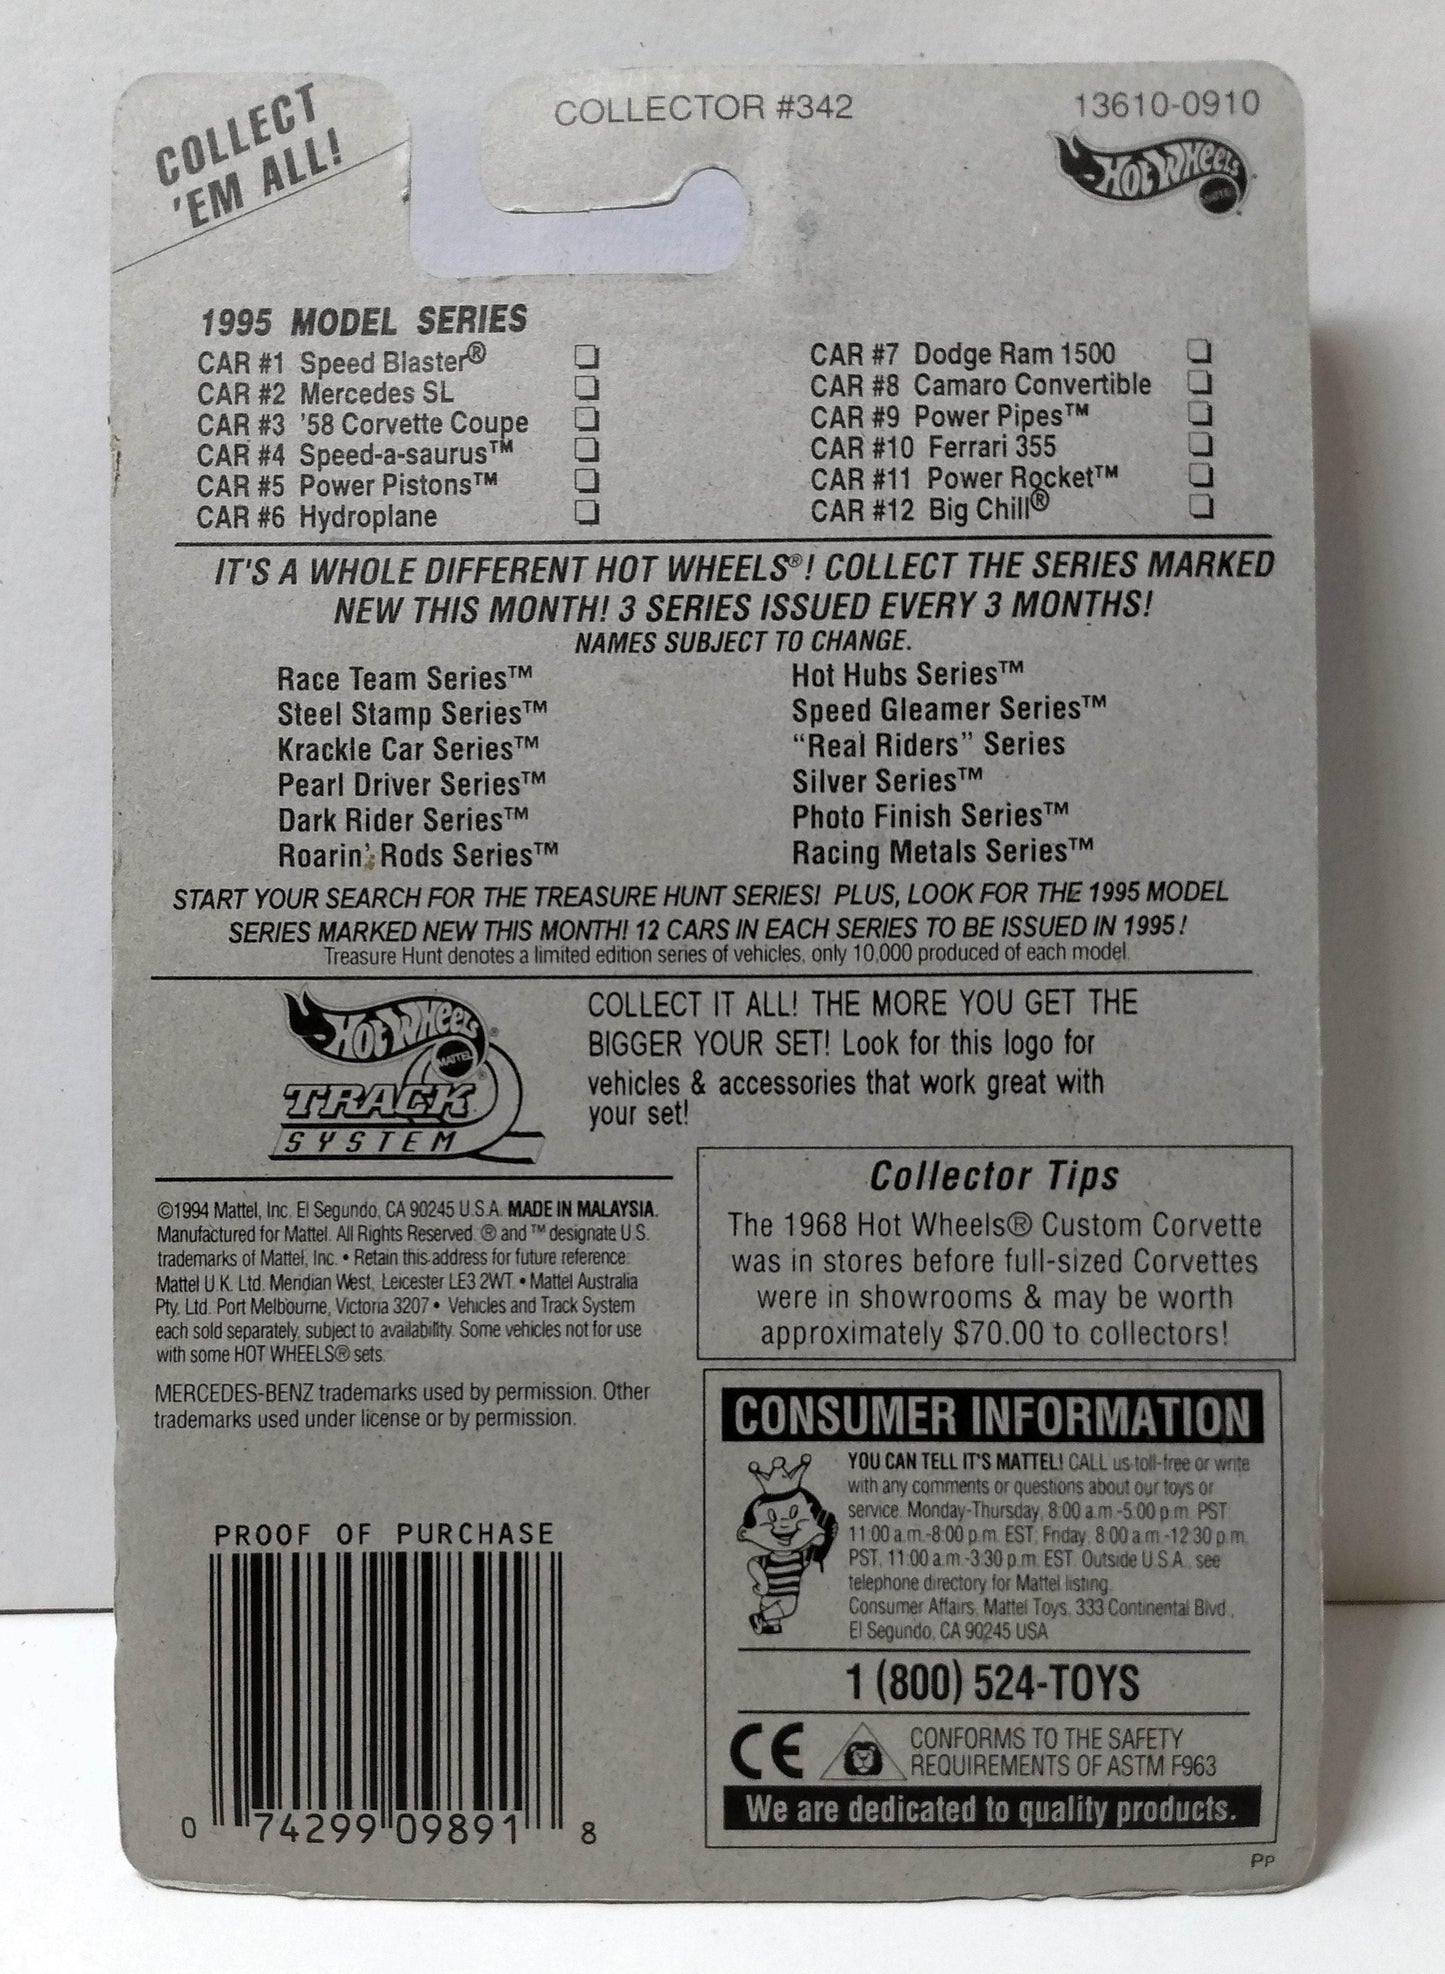 COLLECT
'EM ALL!
COLLECTOR #342
13610-0910
HOT WHEELS
MATTEL
1995 MODEL SERIES
CAR #1 Speed Blaster®
CAR #2 Mercedes SL
CAR #3 '58 Corvette Coupe
CAR #4 Speed-a-saurus™
CAR #5 Power Pistons™
CAR #6 Hydroplane
CAR #7 Dodge Ram 1500
CAR #8 Camaro Convertible
CAR #9 Power Pipes™
CAR #10 Ferrari 355
CAR #11 Power Rocket™
CAR #12 Big Chill®
IT'S A WHOLE DIFFERENT HOT WHEELS®! COLLECT THE SERIES MARKED
NEW THIS MONTH! 3 SERIES ISSUED EVERY 3 MONTHS!
NAMES SUBJECT TO CHANGE.
Race Team Series™
Steel Stamp Series™
Krackle Car Series™
Pearl Driver Series™
Dark Rider Series™
Roarin' Rods Series™
Hot Hubs Series™
Speed Gleamer Series™
“Real Riders” Series
Silver Series™
Photo Finish Series™
Racing Metals Series™
START YOUR SEARCH FOR THE TREASURE HUNT SERIES! PLUS, LOOK FOR THE 1995 MODEL
SERIES MARKED NEW THIS MONTH! 12 CARS IN EACH SERIES TO BE ISSUED IN 1995!
Treasure Hunt denotes a limited edition series of vehicles, only 10,000 produced of each model.
HOT WHEELS®
MATTEL®
TRACK
SYSTEM
COLLECT IT ALL! THE MORE YOU GET THE
BIGGER YOUR SET! Look for this logo for
vehicles & accessories that work great with
your set!
©1994 Mattel, Inc. El Segundo, CA 90245 U.S.A. MADE IN MALAYSIA.
Manufactured for Mattel. All Rights Reserved. ® and ™ designate U.S.
trademarks of Mattel, Inc. • Retain this address for future reference:
Mattel U.K. Ltd. Meridian West, Leicester LE3 2WT. • Mattel Australia
Pty. Ltd. Port Melbourne, Victoria 3207 • Vehicles and Track System
each sold separately, subject to availability. Some vehicles not for use
with some HOT WHEELS® sets.
MERCEDES-BENZ trademarks used by permission. Other
trademarks used under license or by permission.
Collector Tips
The 1968 Hot Wheels® Custom Corvette
was in stores before full-sized Corvettes
were in showrooms & may be worth
approximately $70.00 to collectors!
CONSUMER INFORMATION
YOU CAN TELL IT'S MATTEL! CALL us toll-free or write
with any comments or questions about our toys or
service. Monday-Thursday, 8:00 a.m.-5:00 p.m. PST,
11:00 a.m.-8:00 p.m. EST; Friday, 8:00 a.m.-12:30 p.m.
PST, 11:00 a.m.-3:30 p.m. EST. Outside U.S.A., see
telephone directory for Mattel listing.
Consumer Affairs, Mattel Toys, 333 Continental Blvd.,
El Segundo, CA 90245 USA
1 (800) 524-TOYS
CE
CONFORMS TO THE SAFETY
REQUIREMENTS OF ASTM F963
We are dedicated to quality products.
PROOF OF PURCHASE
0 74299 09891 8
PP